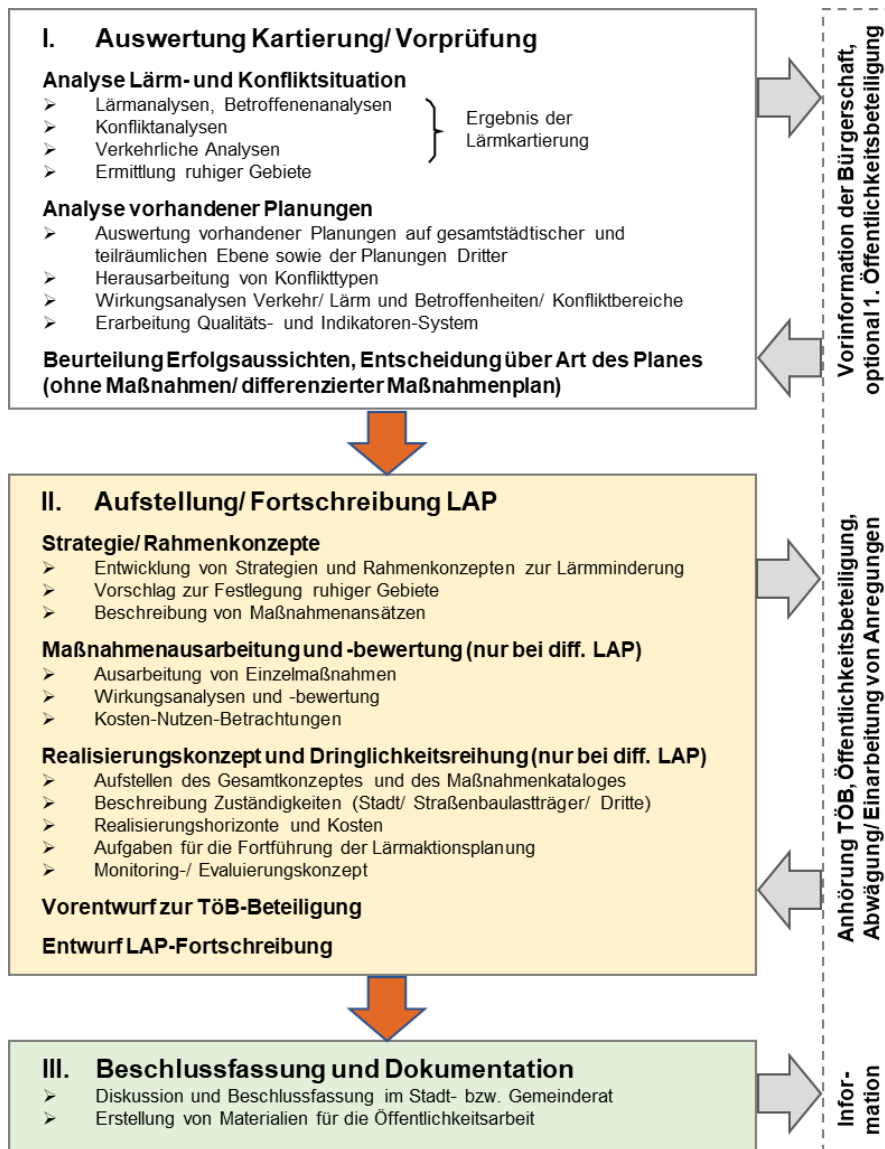 I. Auswertung Kartierung/ Vorprüfung
Analyse Lärm- und Konfliktsituation
➢ Lärmanalysen, Betroffenenanalysen
➢ Konfliktanalysen
➢ Verkehrliche Analysen
➢ Ermittlung ruhiger Gebiete
Ergebnis der
Lärmkartierung
Analyse vorhandener Planungen
➢ Auswertung vorhandener Planungen auf gesamtstädtischer und
teilräumlichen Ebene sowie der Planungen Dritter
➢ Herausarbeitung von Konflikttypen
➢ Wirkungsanalysen Verkehr/ Lärm und Betroffenheiten/ Konfliktbereiche
➢ Erarbeitung Qualitäts- und Indikatoren-System
Beurteilung Erfolgsaussichten, Entscheidung über Art des Planes
(ohne Maßnahmen/ differenzierter Maßnahmenplan)
Vorinformation der Bürgerschaft,
optional 1. Öffentlichkeitsbeteiligung
II. Aufstellung/ Fortschreibung LAP
Strategie/ Rahmenkonzepte
➢ Entwicklung von Strategien und Rahmenkonzepten zur Lärmminderung
➢ Vorschlag zur Festlegung ruhiger Gebiete
➢ Beschreibung von Maßnahmenansätzen
Maßnahmenausarbeitung und -bewertung (nur bei diff. LAP)
➢ Ausarbeitung von Einzelmaßnahmen
➢ Wirkungsanalysen und -bewertung
➢ Kosten-Nutzen-Betrachtungen
Realisierungskonzept und Dringlichkeitsreihung (nur bei diff. LAP)
➢ Aufstellen des Gesamtkonzeptes und des Maßnahmenkataloges
➢ Beschreibung Zuständigkeiten (Stadt/ Straßenbaulastträger/ Dritte)
➢ Realisierungshorizonte und Kosten
➢ Aufgaben für die Fortführung der Lärmaktionsplanung
➢ Monitoring-/ Evaluierungskonzept
Vorentwurf zur TöB-Beteiligung
Entwurf LAP-Fortschreibung
Anhörung TÖB, Öffentlichkeitsbeteiligung,
Abwägung/ Einarbeitung von Anregungen
III. Beschlussfassung und Dokumentation
➢ Diskussion und Beschlussfassung im Stadt- bzw. Gemeinderat
➢ Erstellung von Materialien für die Öffentlichkeitsarbeit
Infor-
mation